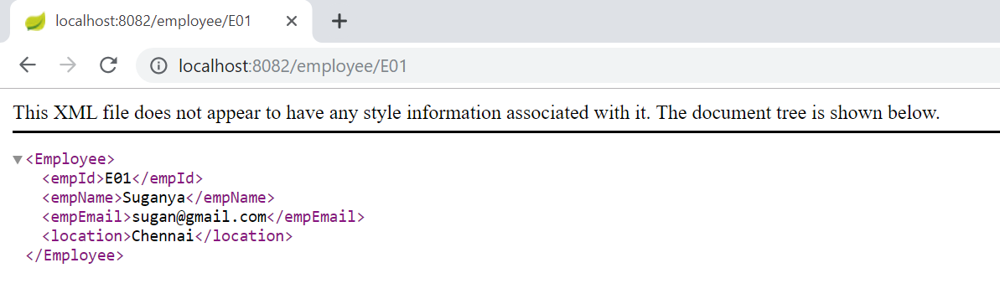 localhost:8082/employee/E01
localhost:8082/employee/E01
This XML file does not appear to have any style information associated with it. The document tree is shown below.
<Employee>
<empId>E01</empId>
<empName>Suganya</empName>
<empEmail>sugan@gmail.com</empEmail>
<location>Chennai</location>
</Employee>